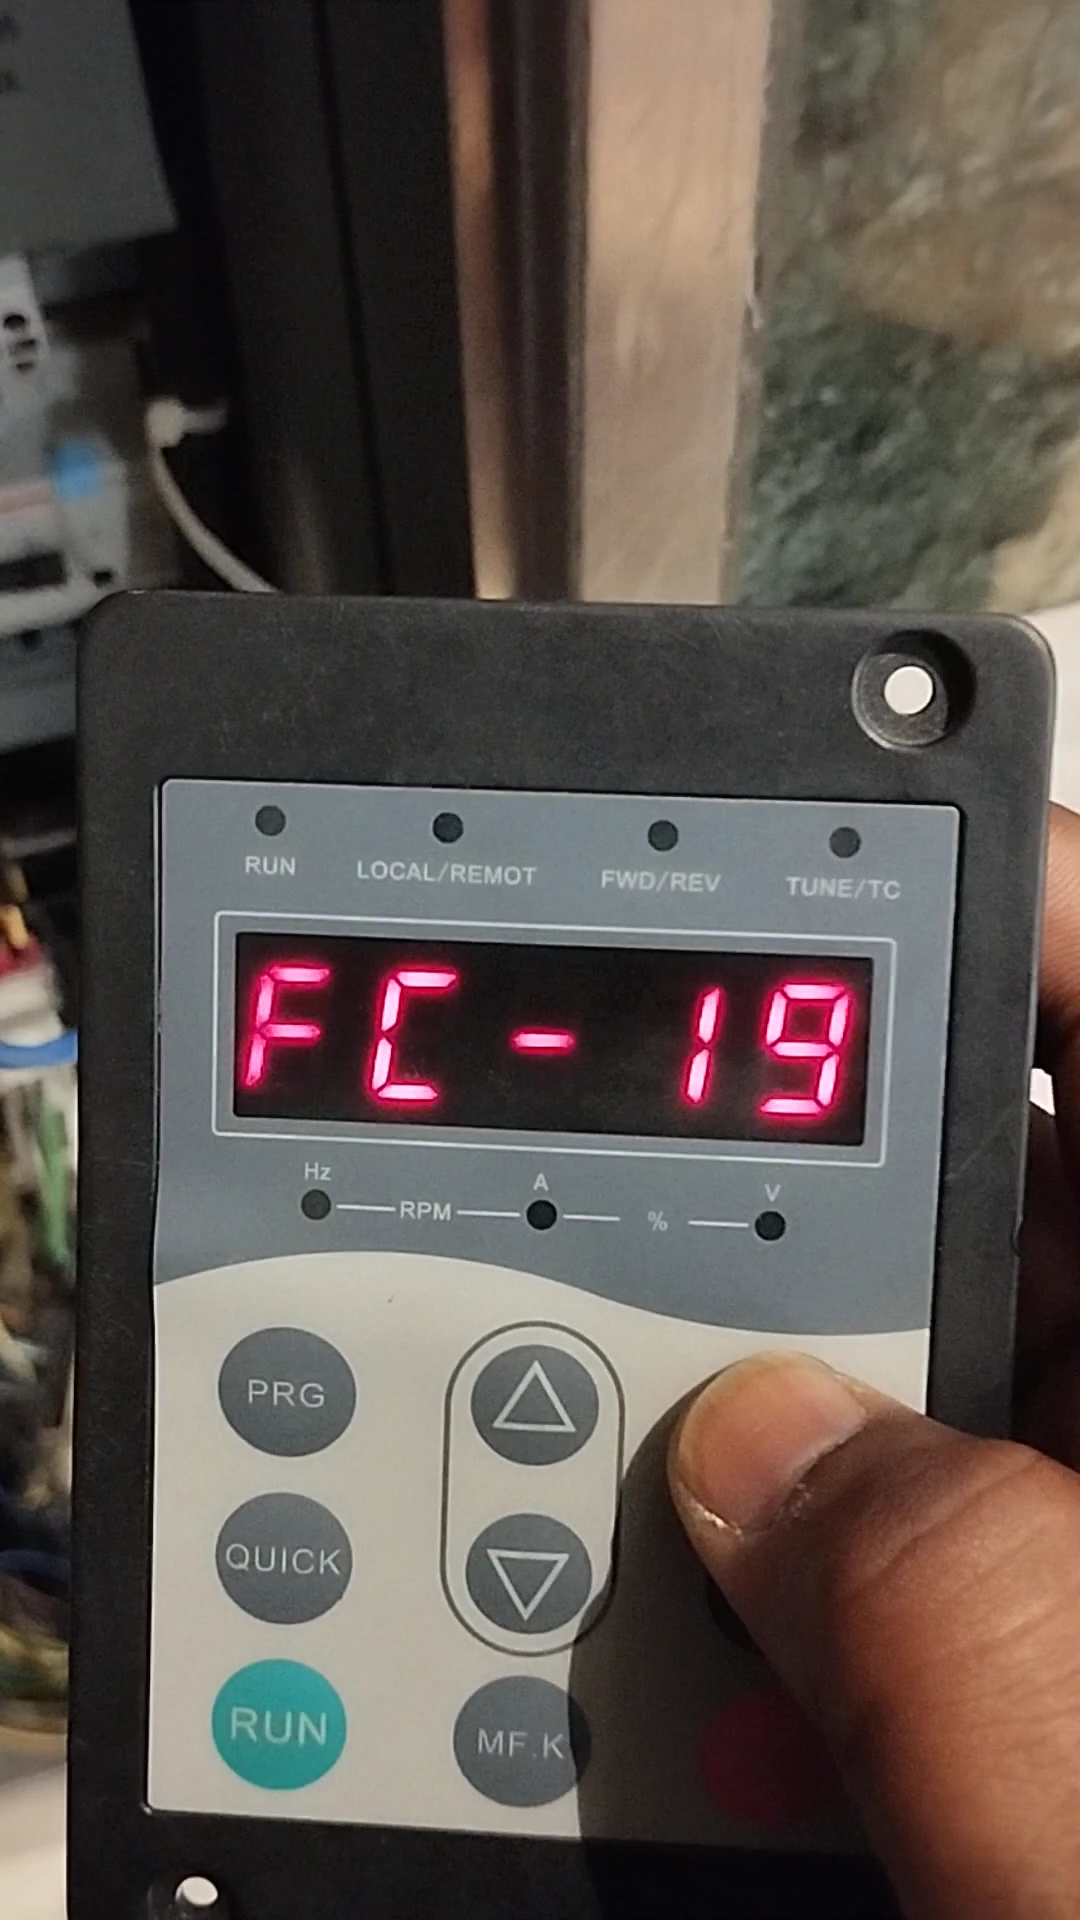 RUN LOCAL/REMOT FWD/REV TUNE/TC
FC-19
Hz RPM A % V
PRG
QUICK
RUN MF.K